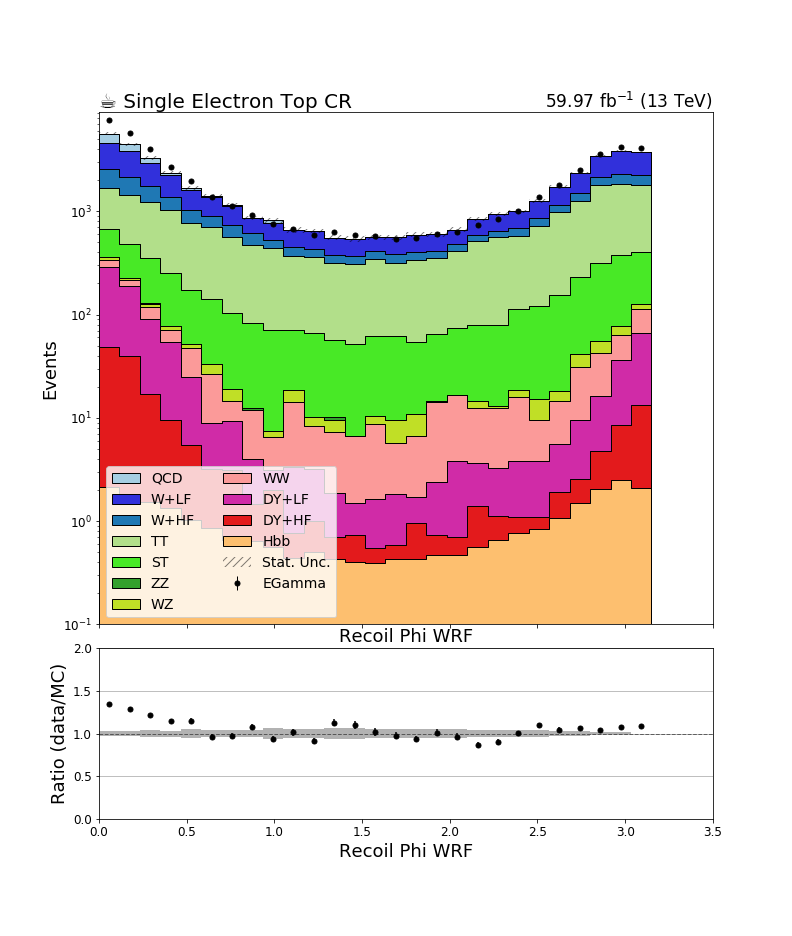 ☕ Single Electron Top CR 59.97 fb⁻¹ (13 TeV)
Events
10³
10²
10¹
10⁰
10⁻¹
QCD WW
W+LF DY+LF
W+HF DY+HF
TT Hbb
ST Stat. Unc.
ZZ EGamma
WZ
Recoil Phi WRF
Ratio (data/MC)
2.0
1.5
1.0
0.5
0.0
0.0 0.5 1.0 1.5 2.0 2.5 3.0 3.5
Recoil Phi WRF